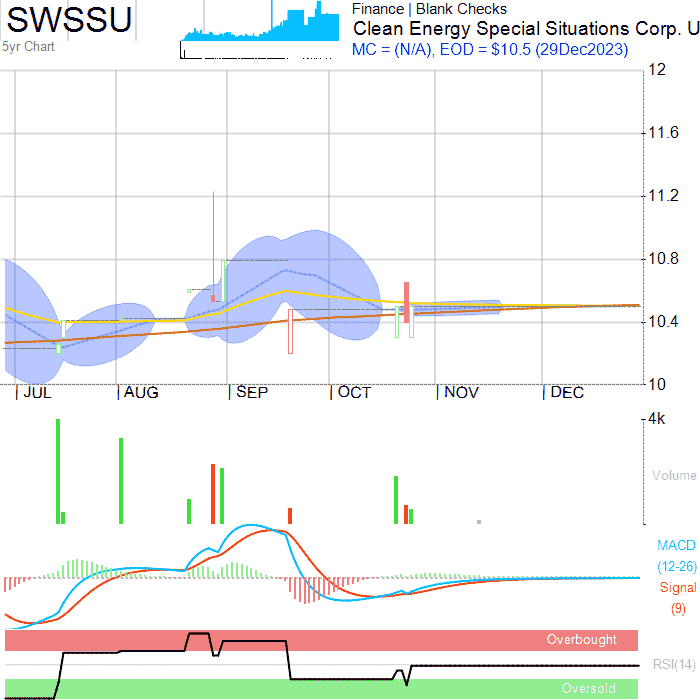 SWSSU
5yr Chart
Finance | Blank Checks
Clean Energy Special Situations Corp. U
MC = (N/A), EOD = $10.5 (29Dec2023)
12
11.6
11.2
10.8
10.4
10
JUL AUG SEP OCT NOV DEC
4k
Volume
MACD
(12-26)
Signal
(9)
Overbought
RSI(14)
Oversold